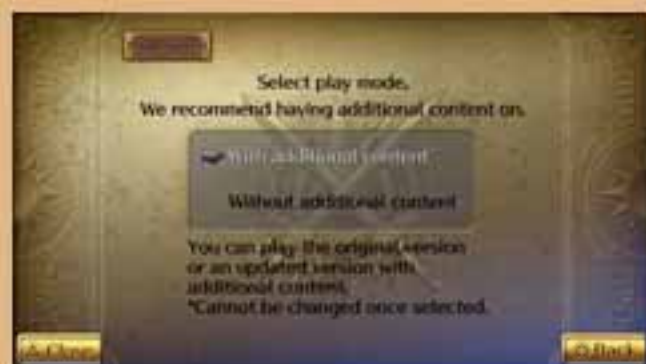 Select play mode.
We recommend having additional content on.
With additional content
Without additional content
You can play the original version
or an updated version with
additional content.
*Cannot be changed once selected.
Close
Back